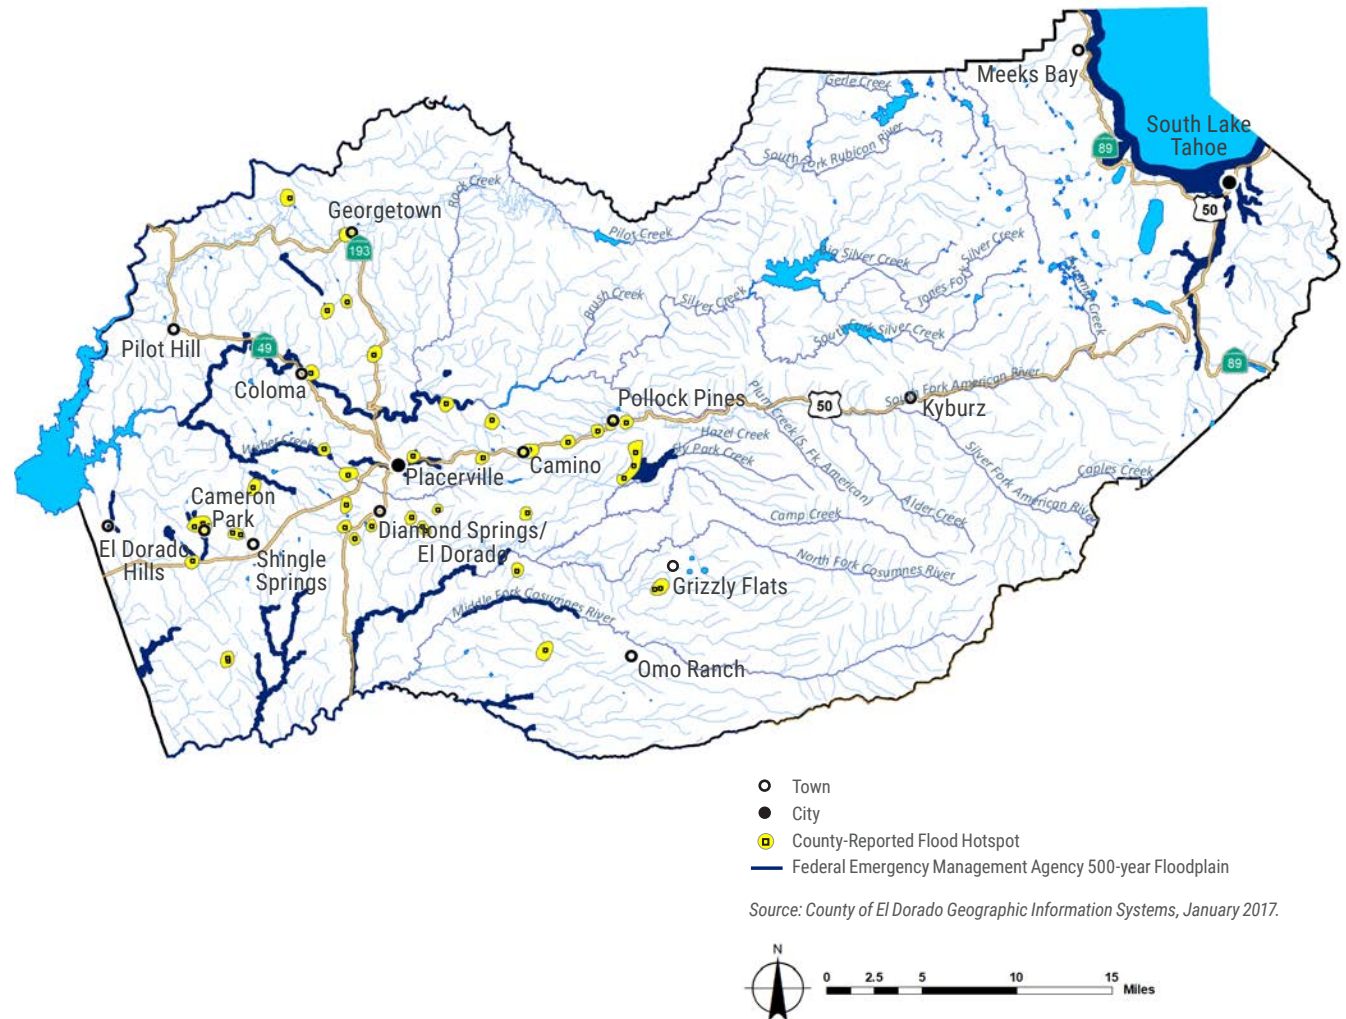 Meeks Bay
Gerle Creek
South Lake
Tahoe
89
South Fork Rubicon River
Rock Creek
50
Georgetown
193
Pilot Creek
Big Silver Creek
Jones Fork Silver Creek
Silver Creek
Brush Creek
South Fork Silver Creek
Pilot Hill
49
89
Coloma
South Fork American River
Pollock Pines
50
Kyburz
Plum Creek (S. Fk. American)
Hazel Creek
Weber Creek
Camino
Placerville
Silver Fork American River
Caples Creek
Cameron
Park
Alder Creek
Camp Creek
Diamond Springs/
El Dorado
El Dorado
Hills
Shingle
Springs
North Fork Cosumnes River
Grizzly Flats
Middle Fork Cosumnes River
Omo Ranch
Town
City
County-Reported Flood Hotspot
Federal Emergency Management Agency 500-year Floodplain
Source: County of El Dorado Geographic Information Systems, January 2017.
N
0 2.5 5 10 15
Miles